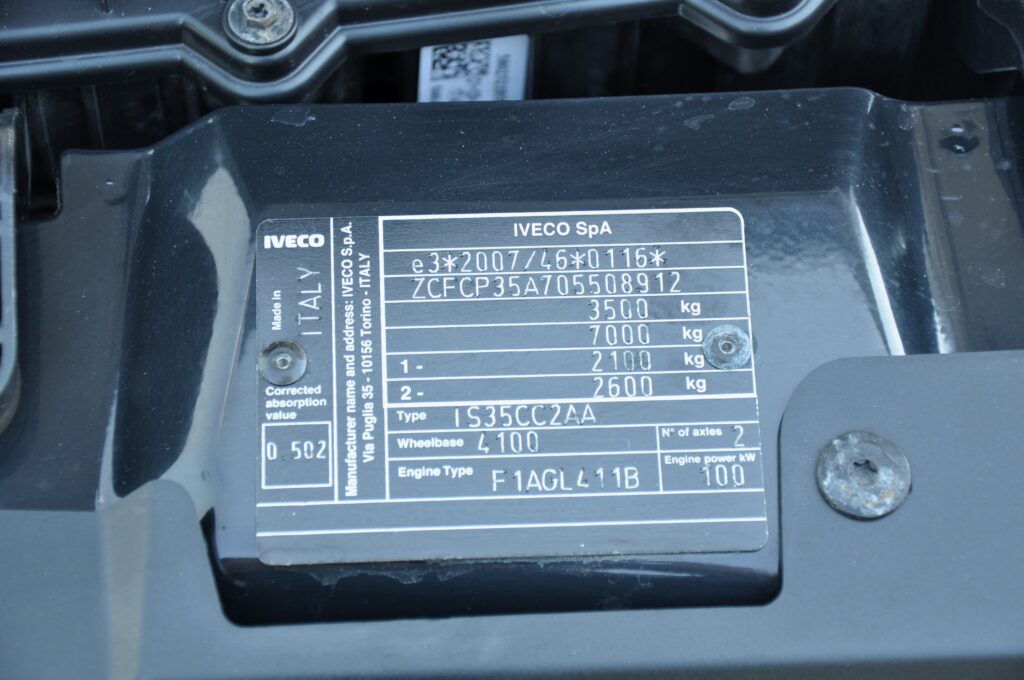 IVECO
Made in
ITALY
Corrected
absorption
value
0.502
Manufacturer name and address: IVECO S.p.A.
Via Puglia 35 - 10156 Torino - ITALY
IVECO SpA
e3*2007/46*0116*
ZCFCP35A705508912
3500 kg
7000 kg
1- 2100 kg
2- 2600 kg
Type IS35CC2AA
Wheelbase 4100 N° of axles 2
Engine Type F1AGL411B Engine power kW 100